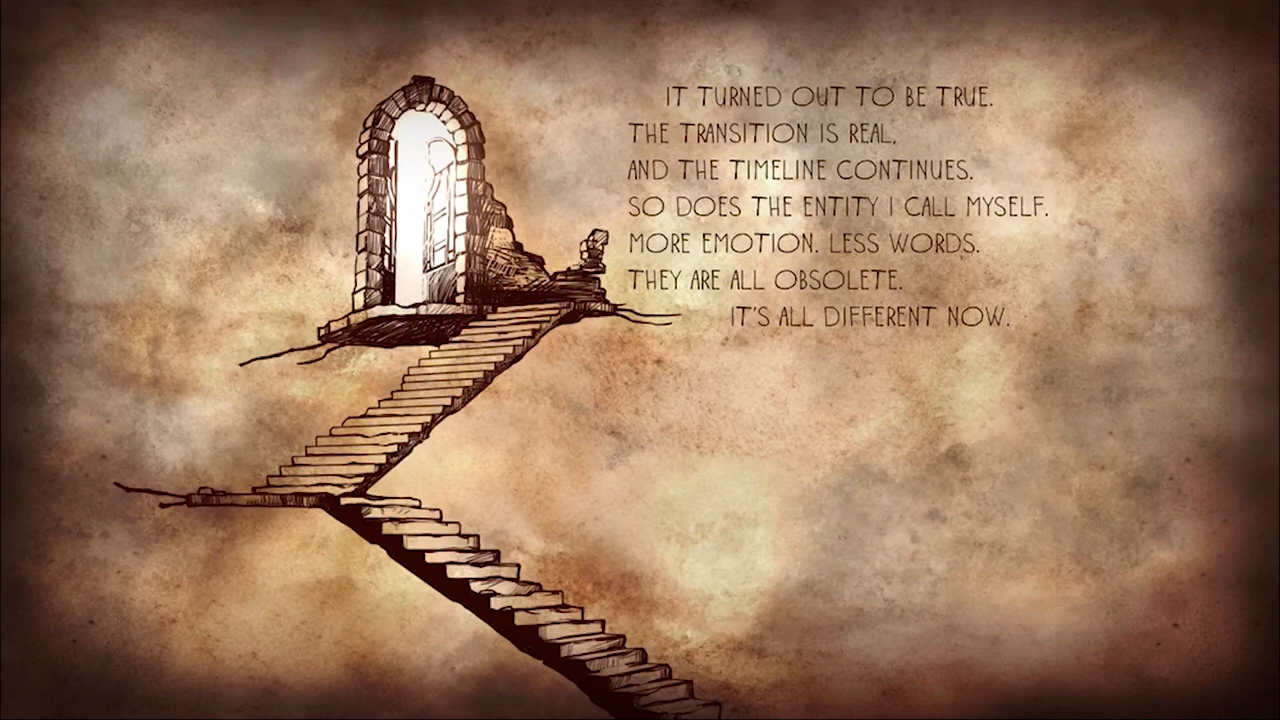 IT TURNED OUT TO BE TRUE.
THE TRANSITION IS REAL,
AND THE TIMELINE CONTINUES.
SO DOES THE ENTITY I CALL MYSELF.
MORE EMOTION. LESS WORDS.
THEY ARE ALL OBSOLETE.
IT'S ALL DIFFERENT NOW.